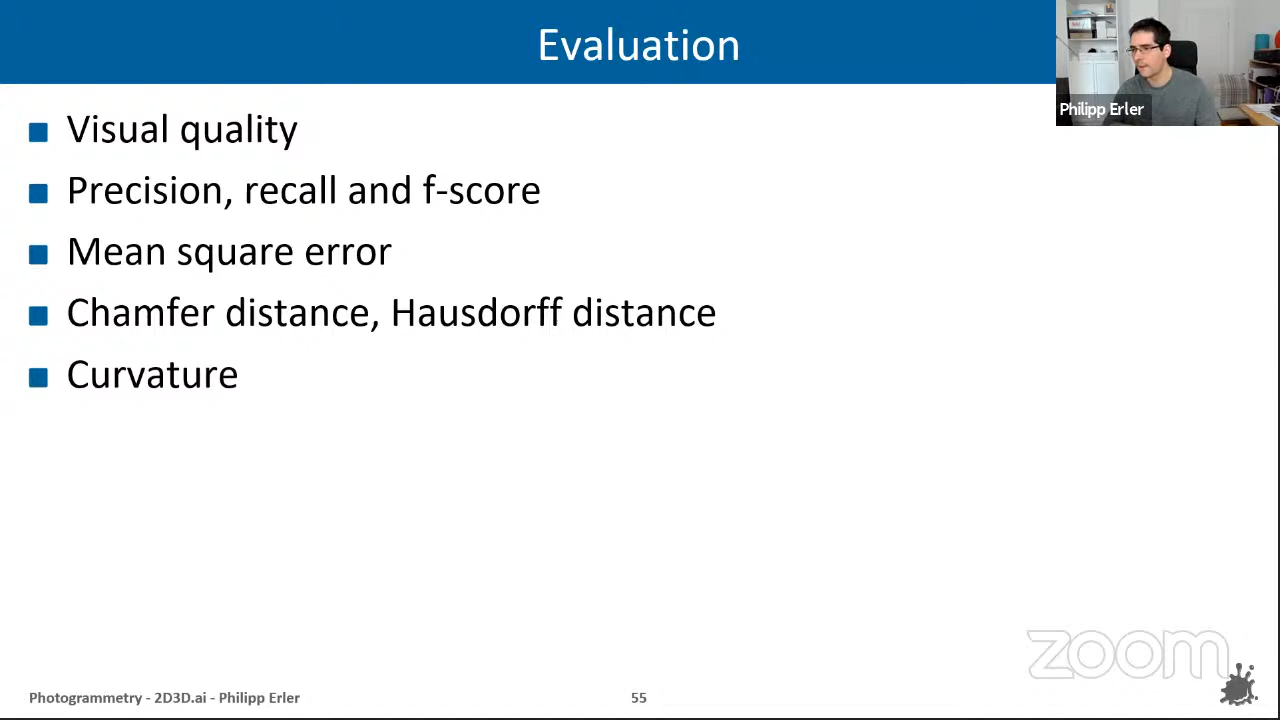 Evaluation
Philipp Erler
Visual quality
Precision, recall and f-score
Mean square error
Chamfer distance, Hausdorff distance
Curvature
zoom
Photogrammetry - 2D3D.ai - Philipp Erler
55